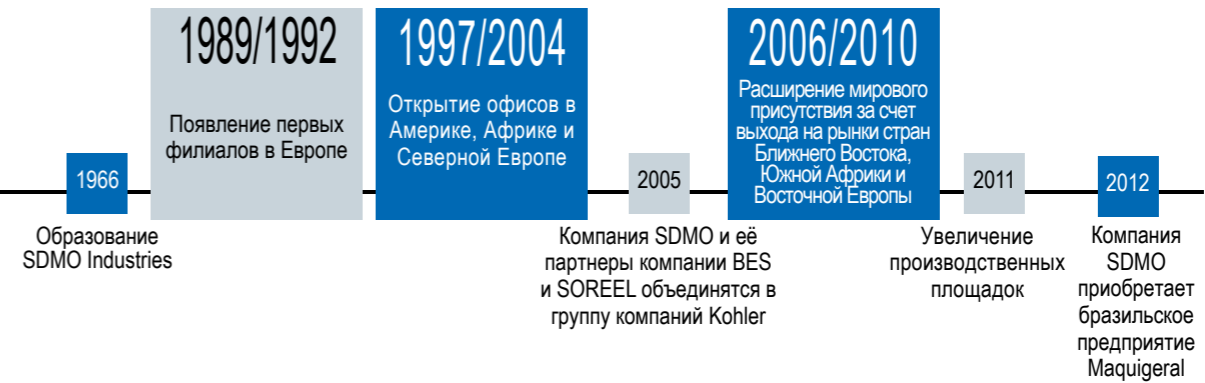 1966
Образование
SDMO Industries
1989/1992
Появление первых
филиалов в Европе
1997/2004
Открытие офисов в
Америке, Африке и
Северной Европе
2005
Компания SDMO и её
партнеры компании BES
и SOREEL объединятся в
группу компаний Kohler
2006/2010
Расширение мирового
присутствия за счет
выхода на рынки стран
Ближнего Востока,
Южной Африки и
Восточной Европы
2011
Увеличение
производственных
площадок
2012
Компания
SDMO
приобретает
бразильское
предприятие
Maquigeral